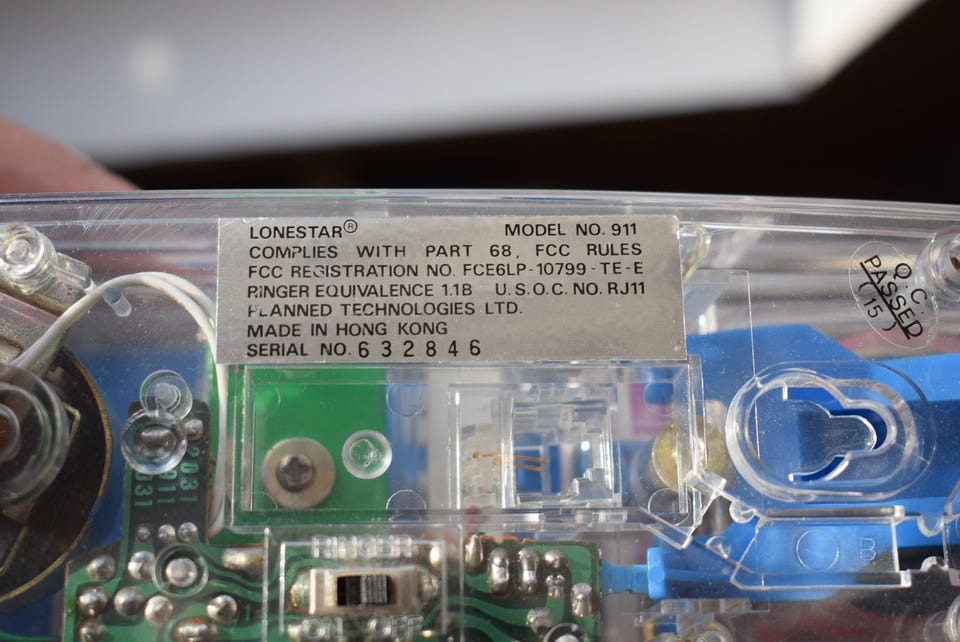 LONESTAR® MODEL NO. 911
COMPLIES WITH PART 68, FCC RULES
FCC REGISTRATION NO. FCE6LP-10799-TE-E
RINGER EQUIVALENCE 1.1B U.S.O.C. NO. RJ11
PLANNED TECHNOLOGIES LTD.
MADE IN HONG KONG
SERIAL NO. 632846
Q.C.
PASSED
(15)
RINGER
B